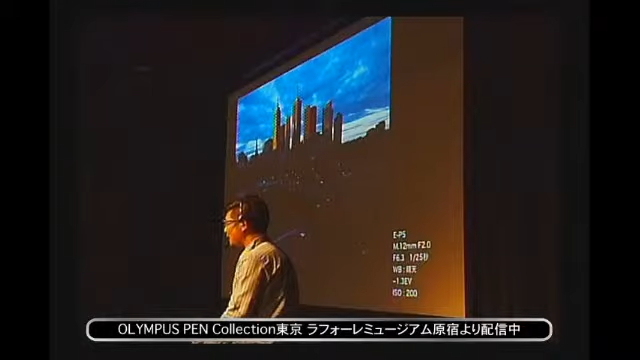 E-P5
M.12mm F2.0
F6.3 1/25秒
WB : 晴天
-1.3EV
ISO : 200
OLYMPUS PEN Collection東京 ラフォーレミュージアム原宿より配信中